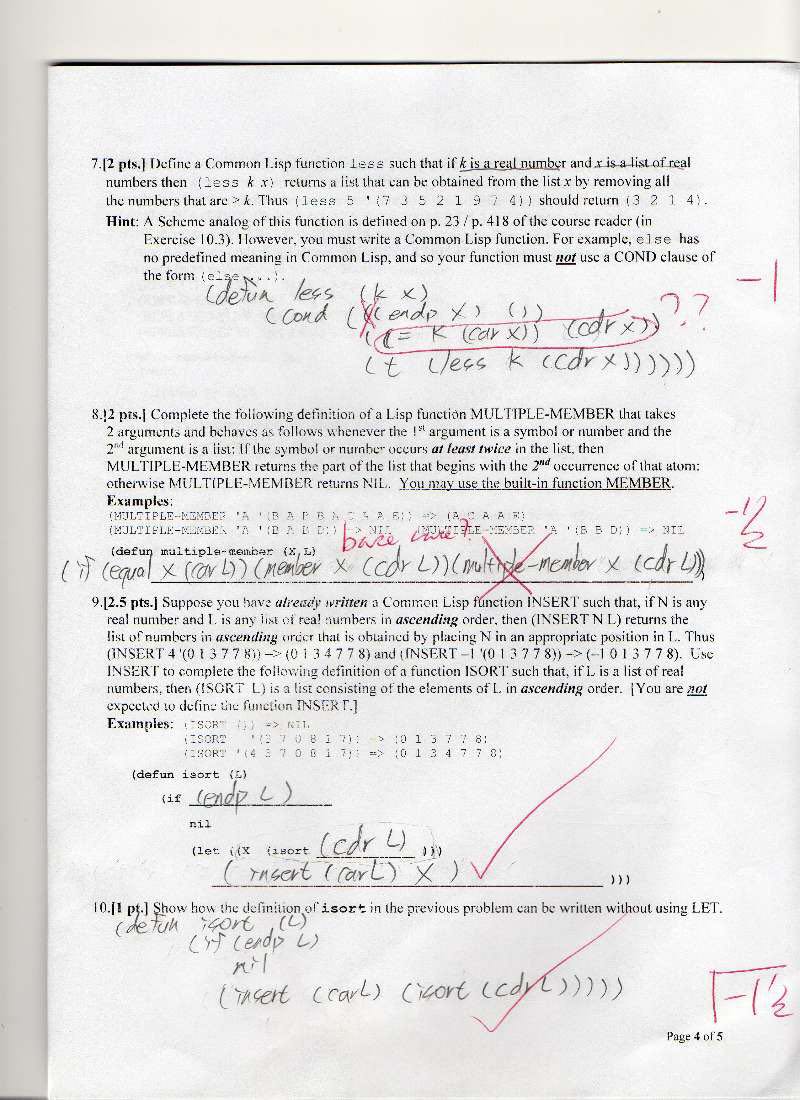 7.[2 pts.] Define a Common Lisp function less such that if k is a real number and x is a list of real
numbers then (less k x) returns a list that can be obtained from the list x by removing all
the numbers that are > k. Thus (less 5 '(7 3 5 2 1 9 7 4)) should return (3 2 1 4).
Hint: A Scheme analog of this function is defined on p. 23 / p. 418 of the course reader (in
Exercise 10.3). However, you must write a Common Lisp function. For example, else has
no predefined meaning in Common Lisp, and so your function must not use a COND clause of
the form (else ...).
-1
(defun less (k x)
(cond ((endp x) ())
((= k (car x)) (cdr x)) ??
(t (less k (cdr x))))))
8.[2 pts.] Complete the following definition of a Lisp function MULTIPLE-MEMBER that takes
2 arguments and behaves as follows whenever the 1st argument is a symbol or number and the
2nd argument is a list: If the symbol or number occurs at least twice in the list, then
MULTIPLE-MEMBER returns the part of the list that begins with the 2nd occurrence of that atom;
otherwise MULTIPLE-MEMBER returns NIL. You may use the built-in function MEMBER.
Examples:
(MULTIPLE-MEMBER 'A '(B A B B A C A A E)) => (A C A A E)
(MULTIPLE-MEMBER 'A '(B A B D)) => NIL (MULTIPLE-MEMBER 'A '(B B D)) => NIL
-1/2
base case?
(defun multiple-member (X L)
(if (equal X (car L)) (member X (cdr L)) (multiple-member X (cdr L)))
9.[2.5 pts.] Suppose you have already written a Common Lisp function INSERT such that, if N is any
real number and L is any list of real numbers in ascending order, then (INSERT N L) returns the
list of numbers in ascending order that is obtained by placing N in an appropriate position in L. Thus
(INSERT 4 '(0 1 3 7 7 8)) –> (0 1 3 4 7 7 8) and (INSERT –1 '(0 1 3 7 7 8)) –> (–1 0 1 3 7 7 8). Use
INSERT to complete the following definition of a function ISORT such that, if L is a list of real
numbers, then (ISORT L) is a list consisting of the elements of L in ascending order. [You are not
expected to define the function INSERT.]
Examples: (ISORT ()) => NIL
(ISORT '(3 7 0 8 1 7)) => (0 1 3 7 7 8)
(ISORT '(4 3 7 0 8 1 7)) => (0 1 3 4 7 7 8)
(defun isort (L)
(if (endp L)
nil
(let ((X (isort (cdr L) )))
(insert (car L) X ) )))
10.[1 pt.] Show how the definition of isort in the previous problem can be written without using LET.
(defun isort (L)
(if (endp L)
nil
(insert (car L) (isort (cdr L)))))
-1 1/2
Page 4 of 5